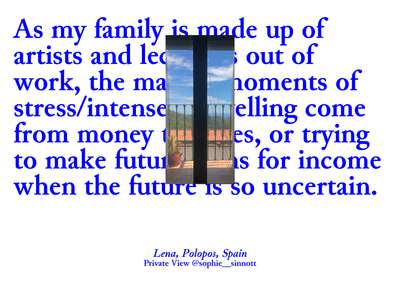 As my family is made up of
artists and lec s out of
work, the ma moments of
stress/intense elling come
from money t es, or trying
to make futur ns for income
when the future is so uncertain.
Lena, Polopos, Spain
Private View @sophie__sinnott